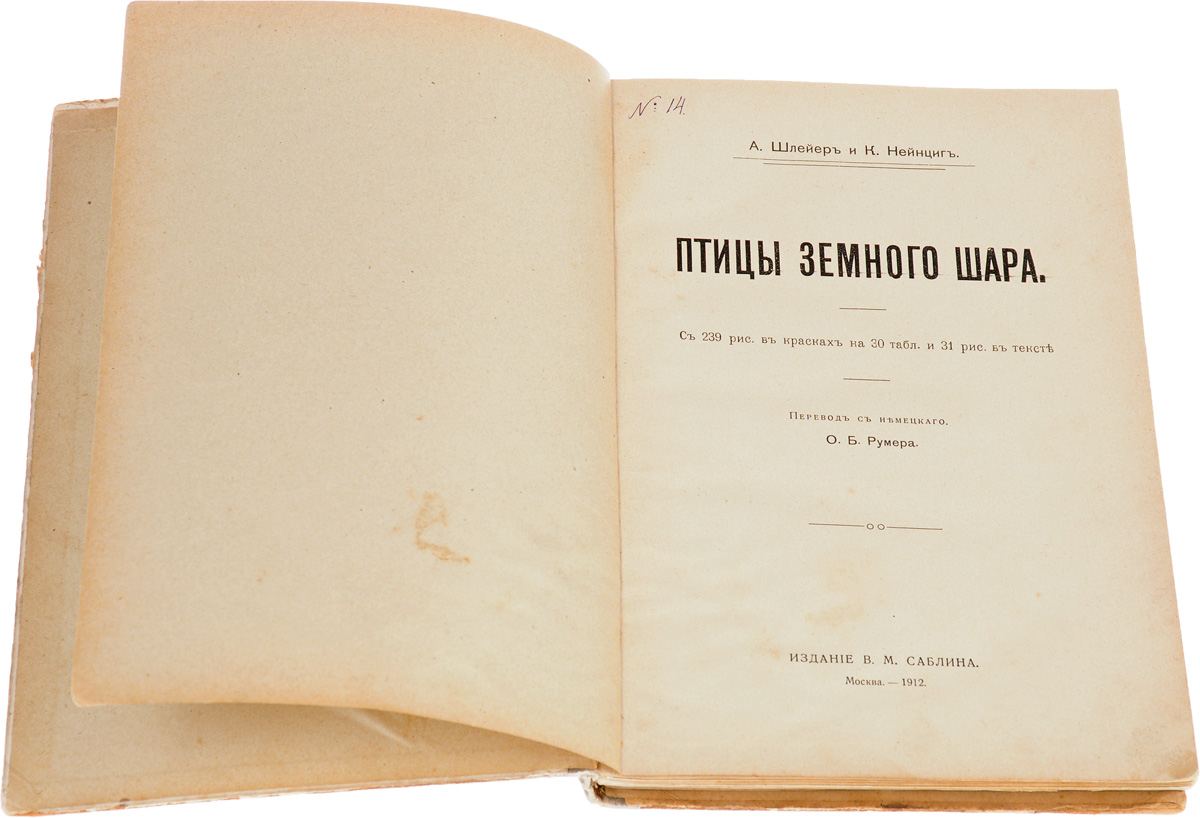 № 14.
А. Шлейеръ и К. Нейнцигъ.
ПТИЦЫ ЗЕМНОГО ШАРА.
Съ 239 рис. въ краскахъ на 30 табл. и 31 рис. въ текстѣ
Переводъ съ нѣмецкаго.
О. Б. Румера.
ИЗДАНІЕ В. М. САБЛИНА.
Москва. — 1912.